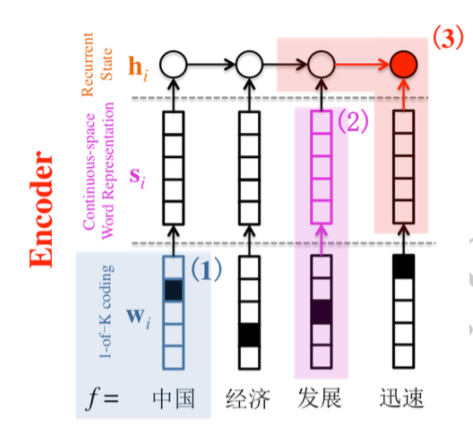 (3)
Recurrent State
h_i
(2)
Continuous-space Word Representation
s_i
Encoder
(1)
1-of-K coding
w_i
f = 中国 经济 发展 迅速